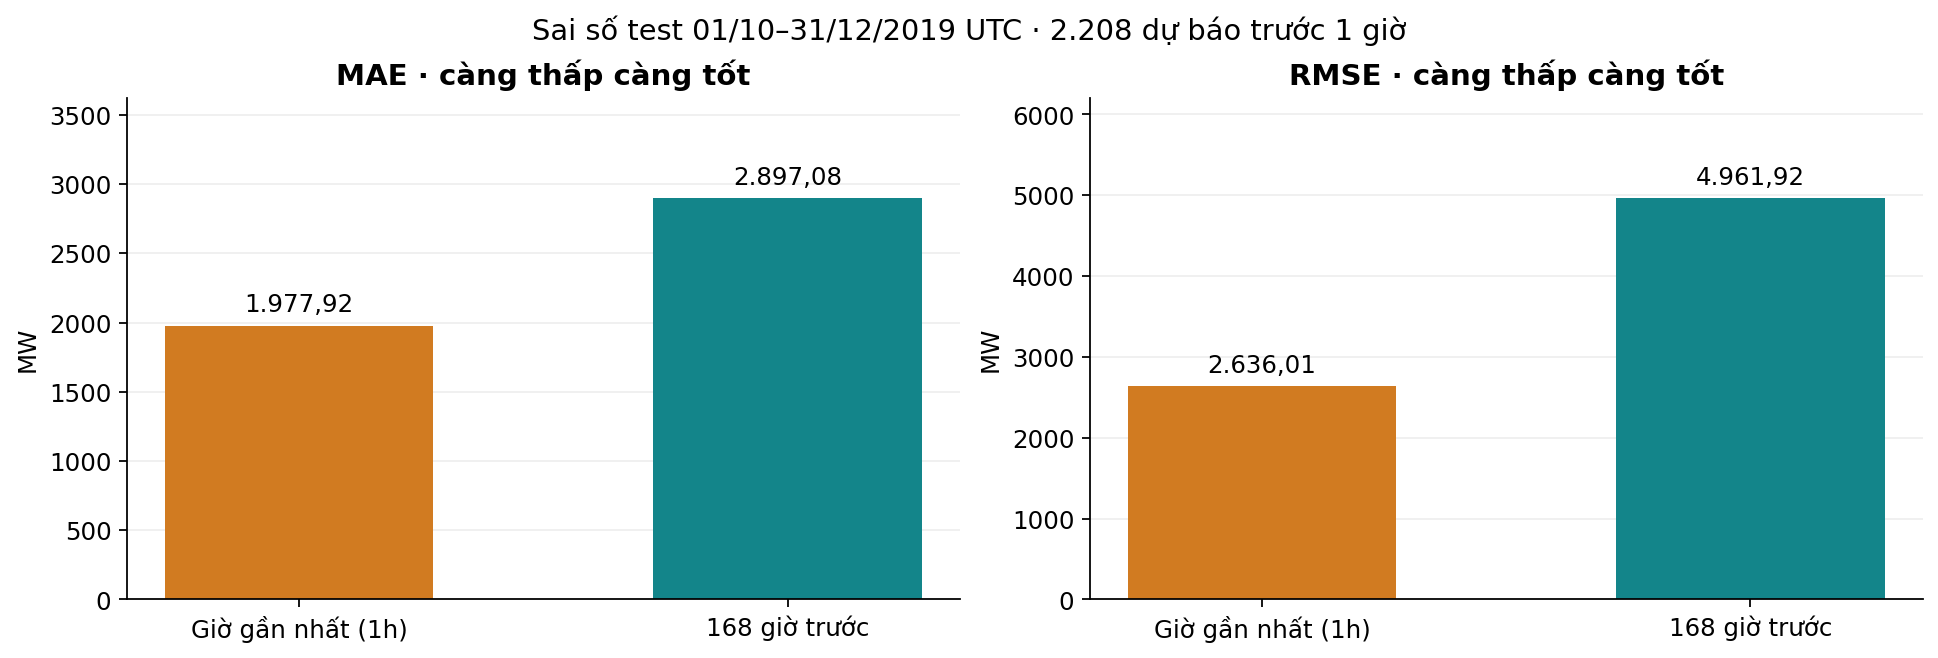 Sai số test 01/10–31/12/2019 UTC · 2.208 dự báo trước 1 giờ
MAE · càng thấp càng tốt
MW
3500
3000
2500
2000
1500
1000
500
0
1.977,92
2.897,08
Giờ gần nhất (1h)
168 giờ trước
RMSE · càng thấp càng tốt
MW
6000
5000
4000
3000
2000
1000
0
2.636,01
4.961,92
Giờ gần nhất (1h)
168 giờ trước